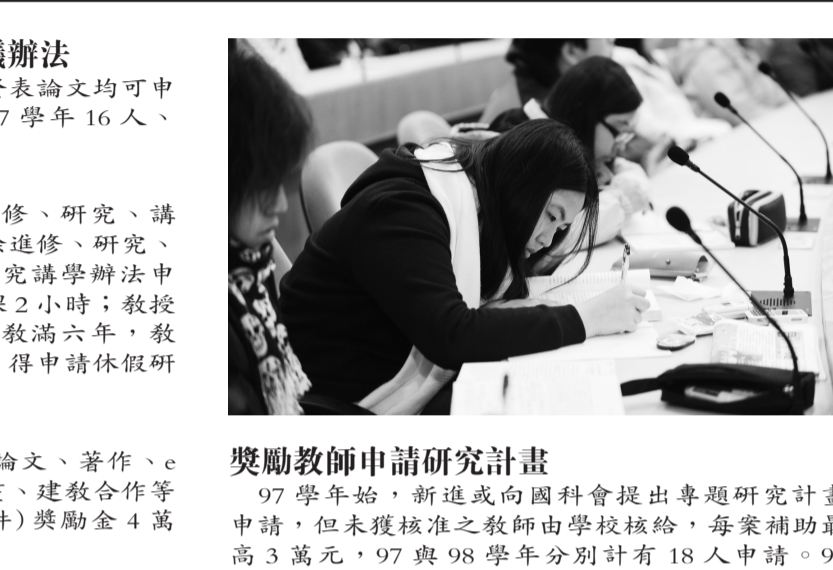 辦法
表論文均可申
7 學年 16 人、
修、研究、講
進修、研究、
究講學辦法申
2 小時；教授
教滿六年，教
得申請休假研
論文、著作、e
、建教合作等
件) 獎勵金 4 萬
獎勵教師申請研究計畫
97 學年始，新進或向國科會提出專題研究計畫
申請，但未獲核准之教師由學校核給，每案補助最
高 3 萬元，97 與 98 學年分別計有 18 人申請。9